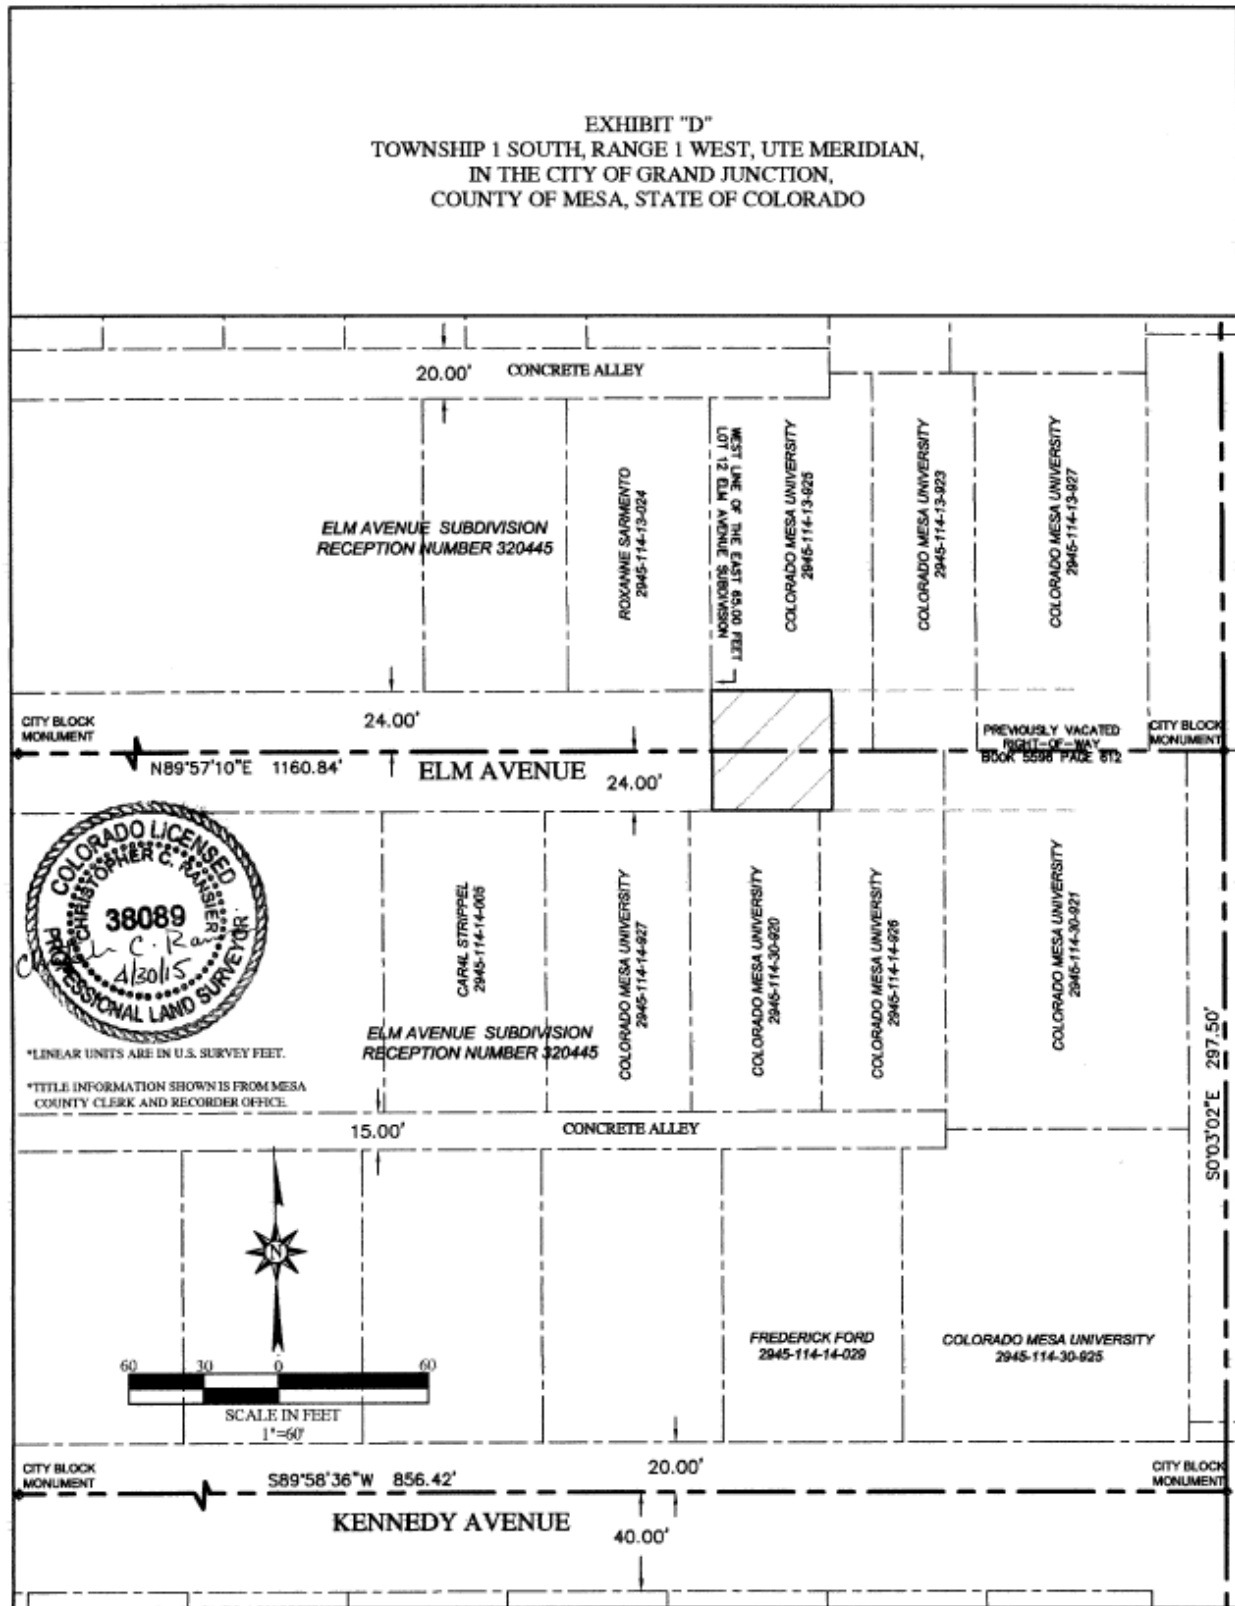 EXHIBIT "D"
TOWNSHIP 1 SOUTH, RANGE 1 WEST, UTE MERIDIAN,
IN THE CITY OF GRAND JUNCTION,
COUNTY OF MESA, STATE OF COLORADO
20.00'
CONCRETE ALLEY
ELM AVENUE SUBDIVISION
RECEPTION NUMBER 320445
ROXANNE SARMENTO
2945-114-13-024
WEST LINE OF THE EAST 65.00 FEET
LOT 12 ELM AVENUE SUBDIVISION
COLORADO MESA UNIVERSITY
2945-114-13-925
COLORADO MESA UNIVERSITY
2945-114-13-923
COLORADO MESA UNIVERSITY
2945-114-13-927
CITY BLOCK
MONUMENT
24.00'
PREVIOUSLY VACATED
RIGHT-OF-WAY
BOOK 5596 PAGE 612
CITY BLOCK
MONUMENT
N89°57'10"E 1160.84'
ELM AVENUE
24.00'
COLORADO LICENSED
CHRISTOPHER C. RANSIER
38089
4/30/15
PROFESSIONAL LAND SURVEYOR
CARAL STRIPPEL
2945-114-14-005
COLORADO MESA UNIVERSITY
2945-114-14-927
COLORADO MESA UNIVERSITY
2945-114-30-920
COLORADO MESA UNIVERSITY
2945-114-14-926
COLORADO MESA UNIVERSITY
2945-114-30-921
ELM AVENUE SUBDIVISION
RECEPTION NUMBER 320445
*LINEAR UNITS ARE IN U.S. SURVEY FEET.
*TITLE INFORMATION SHOWN IS FROM MESA
COUNTY CLERK AND RECORDER OFFICE.
S0°03'02"E 297.50'
15.00'
CONCRETE ALLEY
N
FREDERICK FORD
2945-114-14-029
COLORADO MESA UNIVERSITY
2945-114-30-925
60 30 0 60
SCALE IN FEET
1"=60'
CITY BLOCK
MONUMENT
S89°58'36"W 856.42'
20.00'
CITY BLOCK
MONUMENT
KENNEDY AVENUE
40.00'